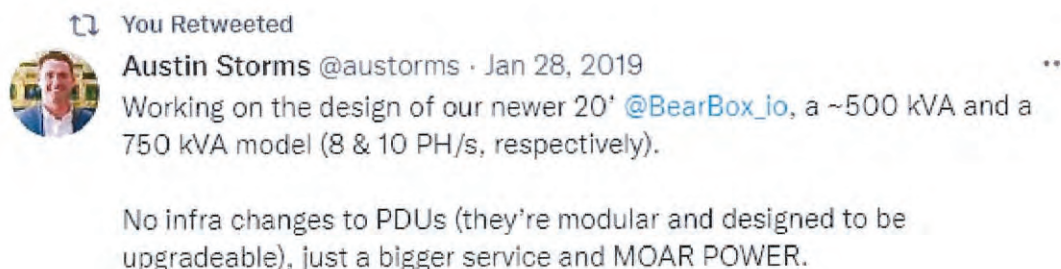 You Retweeted
Austin Storms @austorms · Jan 28, 2019
Working on the design of our newer 20' @BearBox_io, a ~500 kVA and a
750 kVA model (8 & 10 PH/s, respectively).
No infra changes to PDUs (they're modular and designed to be
upgradeable), just a bigger service and MOAR POWER.